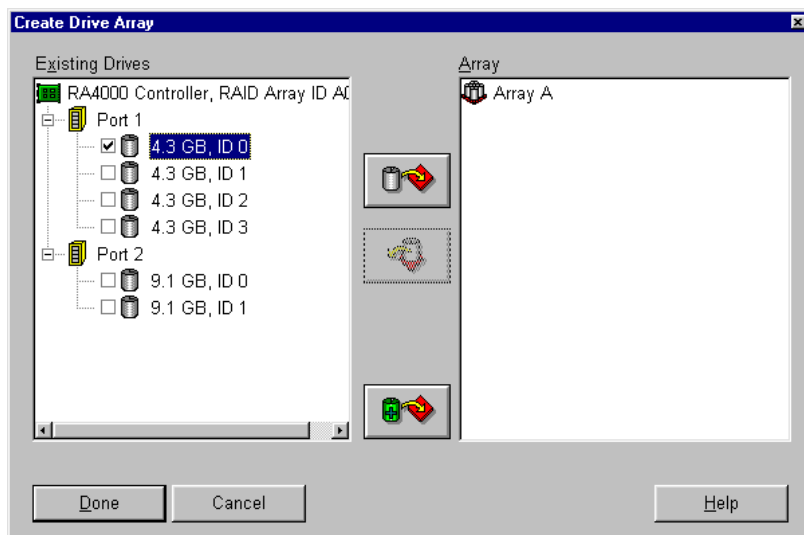 Create Drive Array
Existing Drives
RA4000 Controller, RAID Array ID
Port 1
4.3 GB, ID 0
4.3 GB, ID 1
4.3 GB, ID 2
4.3 GB, ID 3
Port 2
9.1 GB, ID 0
9.1 GB, ID 1
Array
Array A
Done
Cancel
Help